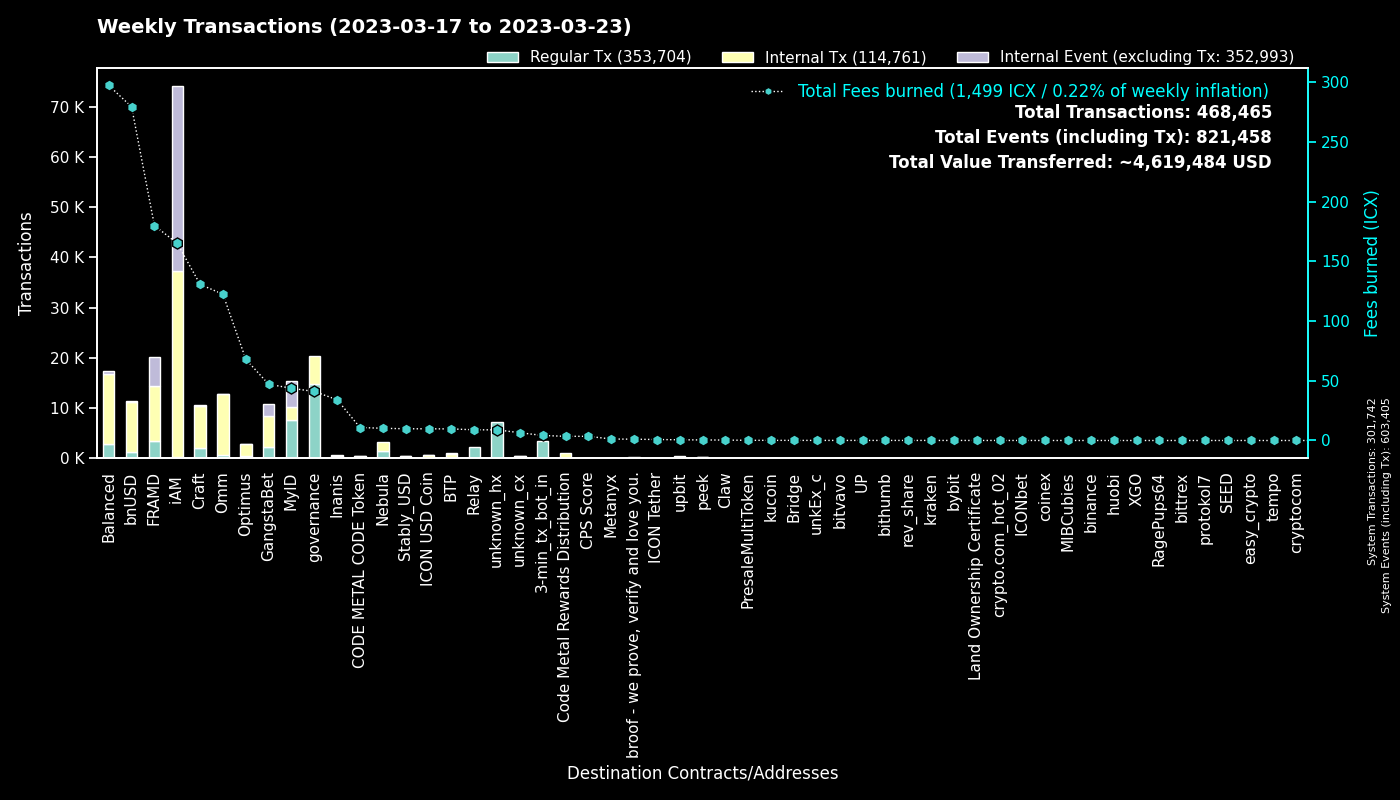 Weekly Transactions (2023-03-17 to 2023-03-23)
Regular Tx (353,704)
Internal Tx (114,761)
Internal Event (excluding Tx: 352,993)
Total Fees burned (1,499 ICX / 0.22% of weekly inflation)
Total Transactions: 468,465
Total Events (including Tx): 821,458
Total Value Transferred: ~4,619,484 USD
Transactions
70 K
60 K
50 K
40 K
30 K
20 K
10 K
0 K
300
250
200
150
100
50
0
Fees burned (ICX)
System Transactions: 301,742
System Events (including Tx): 603,405
Balanced
bnUSD
FRAMD
iAM
Craft
Omm
Optimus
GangstaBet
MyID
governance
Inanis
CODE METAL CODE Token
Nebula
Stably_USD
ICON USD Coin
BTP
Relay
unknown_hx
unknown_cx
3-min_tx_bot_in
Code Metal Rewards Distribution
CPS Score
Metanyx
broof - we prove, verify and love you.
ICON Tether
upbit
peek
Claw
PresaleMultiToken
kucoin
Bridge
unkEx_c
bitvavo
UP
bithumb
rev_share
kraken
bybit
Land Ownership Certificate
crypto.com_hot_02
ICONbet
coinex
MIBCubies
binance
huobi
XGO
RagePups64
bittrex
protokol7
SEED
easy_crypto
tempo
cryptocom
Destination Contracts/Addresses